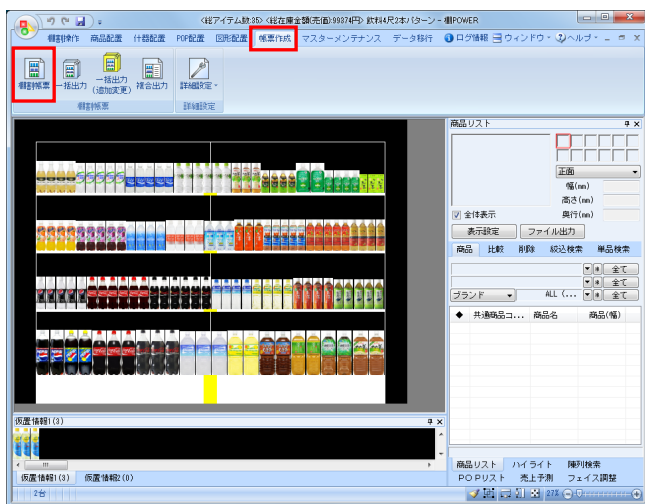 <総アイテム数:35> <総在庫金額(売価):99374円> 飲料4尺2本パターン - 棚POWER
棚割操作 商品配置 什器配置 POP配置 図形配置 帳票作成 マスターメンテナンス データ移行 ログ情報 ウィンドウ ヘルプ
棚割帳票 一括出力 一括出力(追加変更) 複合出力 詳細設定
棚割帳票 詳細設定
商品リスト
正面
幅(mm)
高さ(mm)
全体表示 奥行(mm)
表示設定 ファイル出力
商品 比較 削除 絞込検索 単品検索
* 全て
* 全て
ブランド ALL (... * 全て
◆ 共通商品コ... 商品名 商品(幅)
仮置情報1(3)
仮置情報1(3) 仮置情報2(0)
商品リスト ハイライト 陳列検索
POPリスト 売上予測 フェイス調整
2台 27%